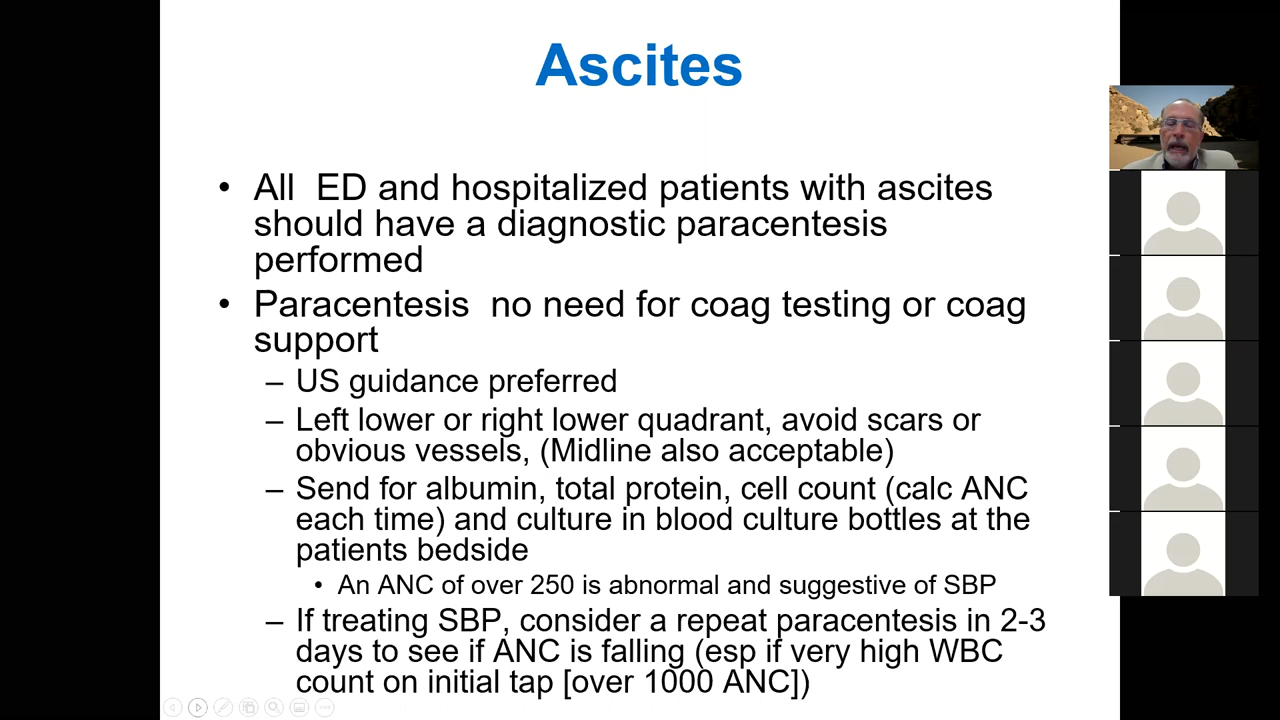 Ascites
• All  ED and hospitalized patients with ascites
should have a diagnostic paracentesis
performed
• Paracentesis  no need for coag testing or coag
support
– US guidance preferred
– Left lower or right lower quadrant, avoid scars or
obvious vessels, (Midline also acceptable)
– Send for albumin, total protein, cell count (calc ANC
each time) and culture in blood culture bottles at the
patients bedside
• An ANC of over 250 is abnormal and suggestive of SBP
– If treating SBP, consider a repeat paracentesis in 2-3
days to see if ANC is falling (esp if very high WBC
count on initial tap [over 1000 ANC])